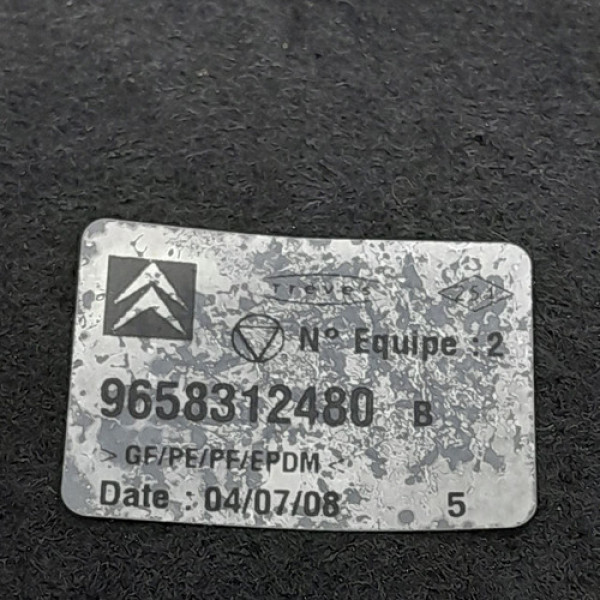 Treves
N° Equipe : 2
9658312480 B
> GF/PE/PF/EPDM <
Date : 04/07/08 5